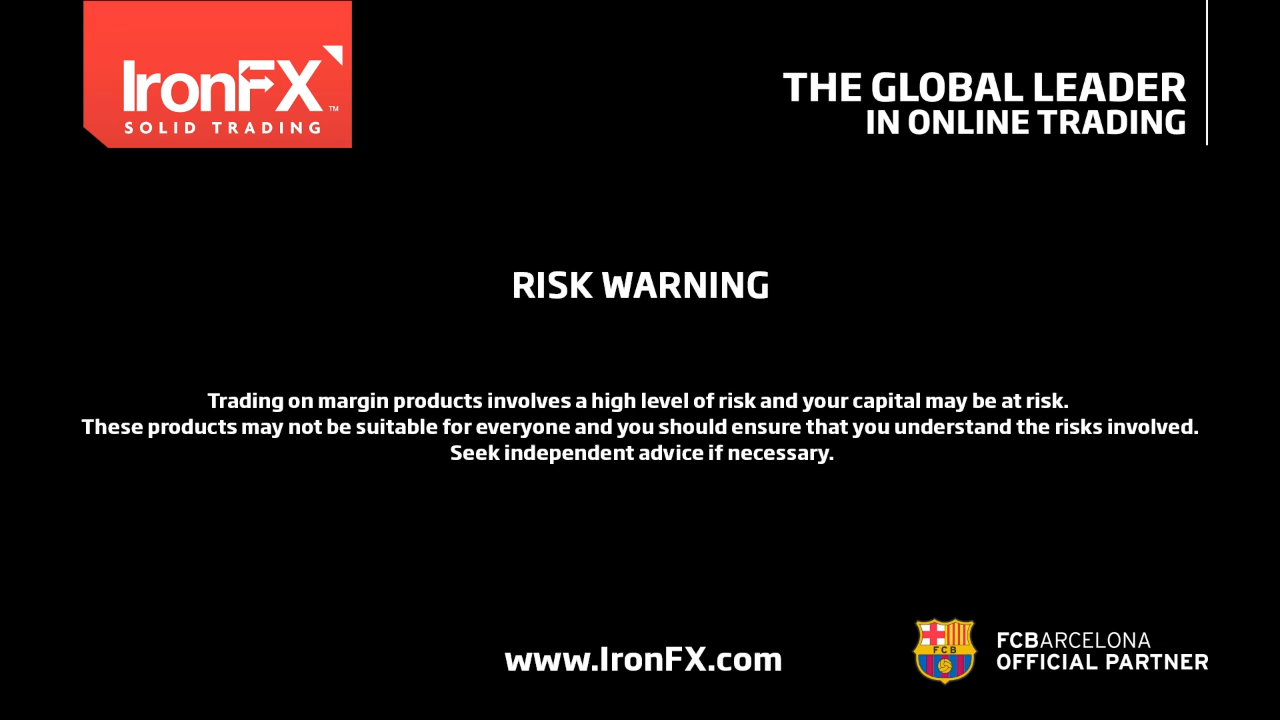 IronFX™
SOLID TRADING
THE GLOBAL LEADER
IN ONLINE TRADING
RISK WARNING
Trading on margin products involves a high level of risk and your capital may be at risk.
These products may not be suitable for everyone and you should ensure that you understand the risks involved.
Seek independent advice if necessary.
www.IronFX.com
FCB
FCBARCELONA
OFFICIAL PARTNER